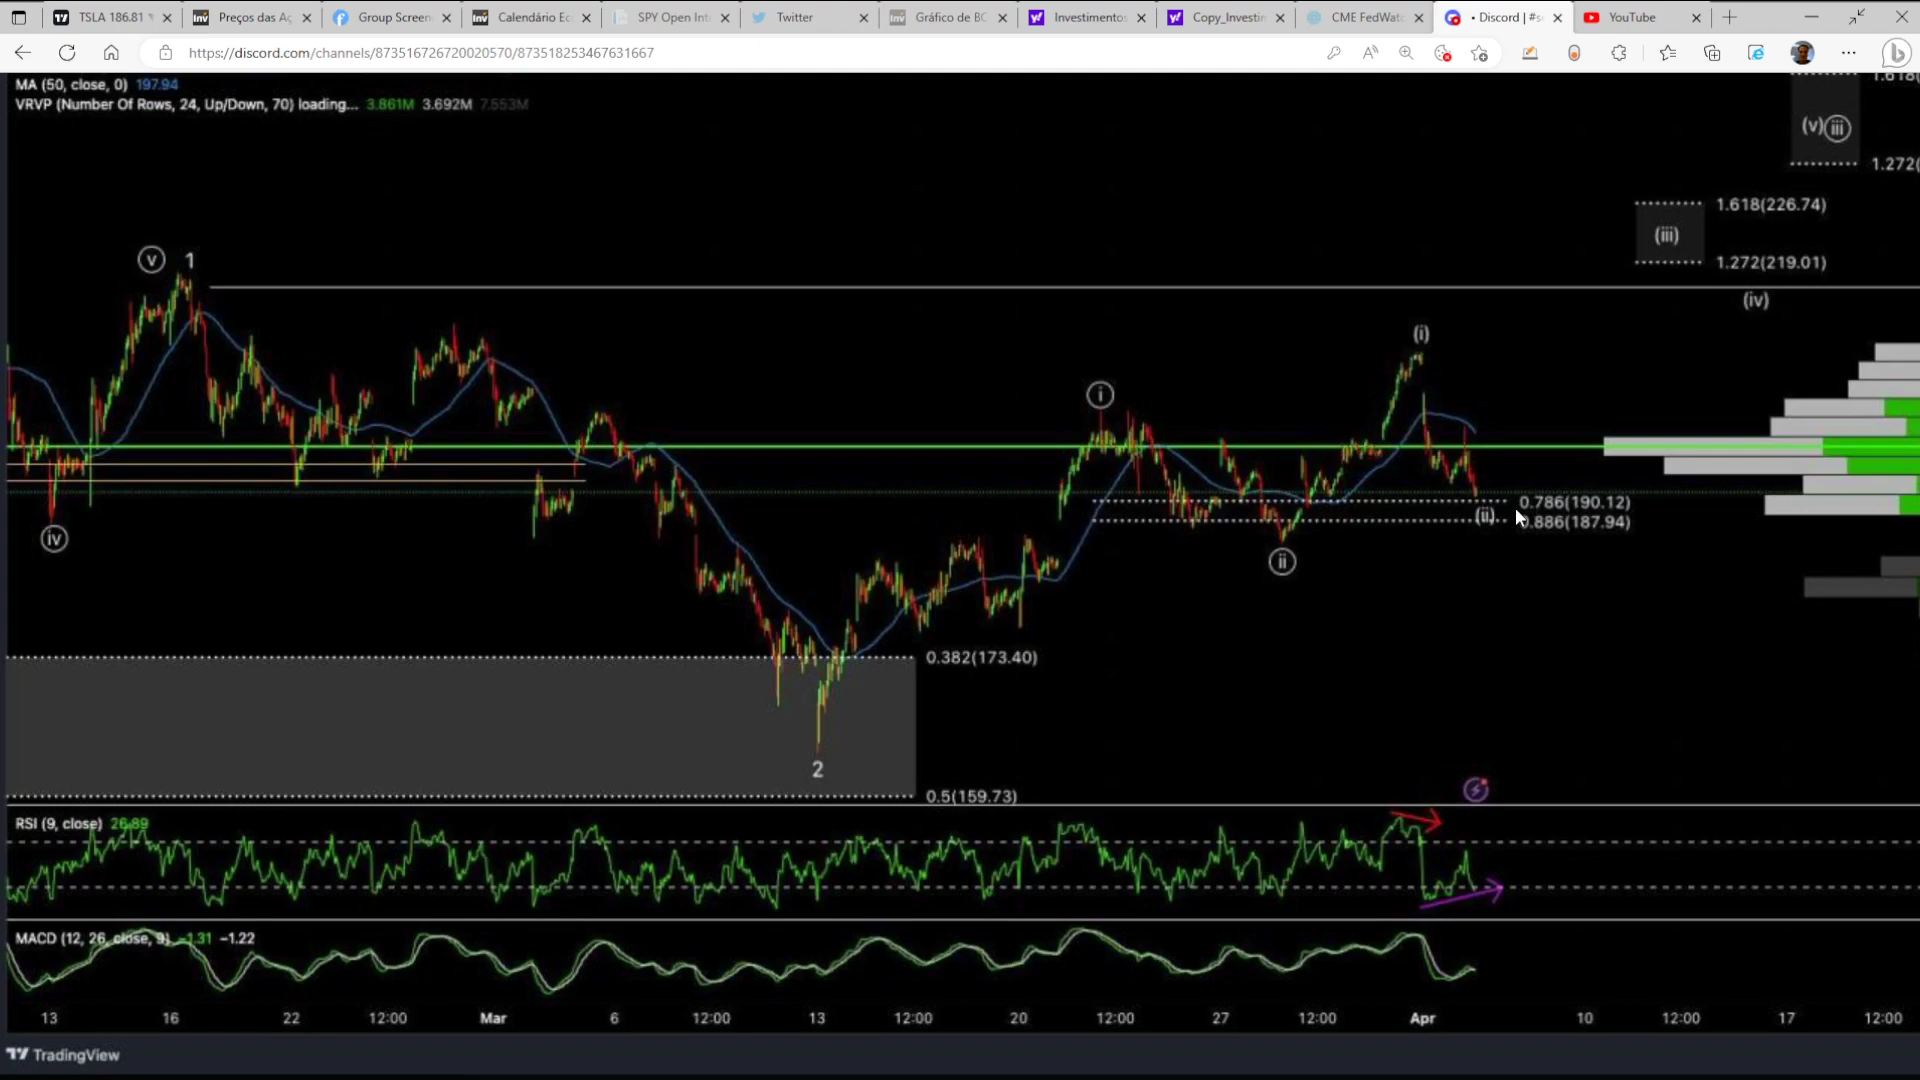 TSLA 186.81
Preços das Aç
Group Screen
Calendário Ec
SPY Open Int
Twitter
Gráfico de BC
Investimentos
Copy_Investin
CME FedWatc
• Discord | #s
YouTube
https://discord.com/channels/873516726720020570/873518253467631667
MA (50, close, 0) 197.94
VRVP (Number Of Rows, 24, Up/Down, 70) loading... 3.861M 3.692M 7.553M
1.618(
(v) iii
1.272(
1.618(226.74)
(iii)
1.272(219.01)
v 1
(iv)
(i)
i
0.786(190.12)
(ii)
0.886(187.94)
iv
ii
0.382(173.40)
2
0.5(159.73)
RSI (9, close) 26.89
MACD (12, 26, close, 9) −1.31 −1.22
13 16 22 12:00 Mar 6 12:00 13 12:00 20 12:00 27 12:00 Apr 10 12:00 17 12:00
TradingView